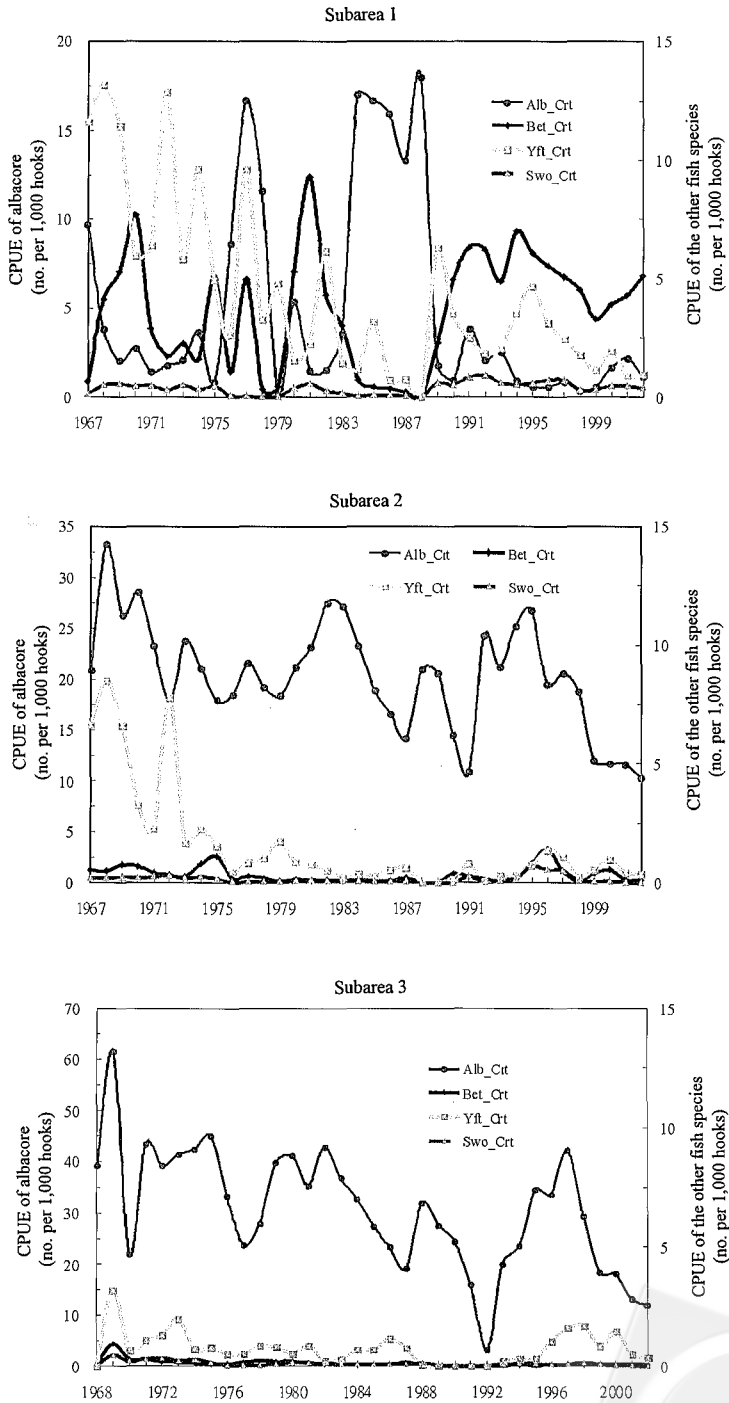 Subarea 1
CPUE of albacore
(no. per 1,000 hooks)
20
15
10
5
0
Alb_Crt
Bet_Crt
Yft_Crt
Swo_Crt
15
10
5
0
CPUE of the other fish species
(no. per 1,000 hooks)
1967 1971 1975 1979 1983 1987 1991 1995 1999
Subarea 2
CPUE of albacore
(no. per 1,000 hooks)
35
30
25
20
15
10
5
0
Alb_Crt Bet_Crt
Yft_Crt Swo_Crt
15
10
5
0
CPUE of the other fish species
(no. per 1,000 hooks)
1967 1971 1975 1979 1983 1987 1991 1995 1999
Subarea 3
CPUE of albacore
(no. per 1,000 hooks)
70
60
50
40
30
20
10
0
Alb_Crt
Bet_Crt
Yft_Crt
Swo_Crt
15
10
5
0
CPUE of the other fish species
(no. per 1,000 hooks)
1968 1972 1976 1980 1984 1988 1992 1996 2000